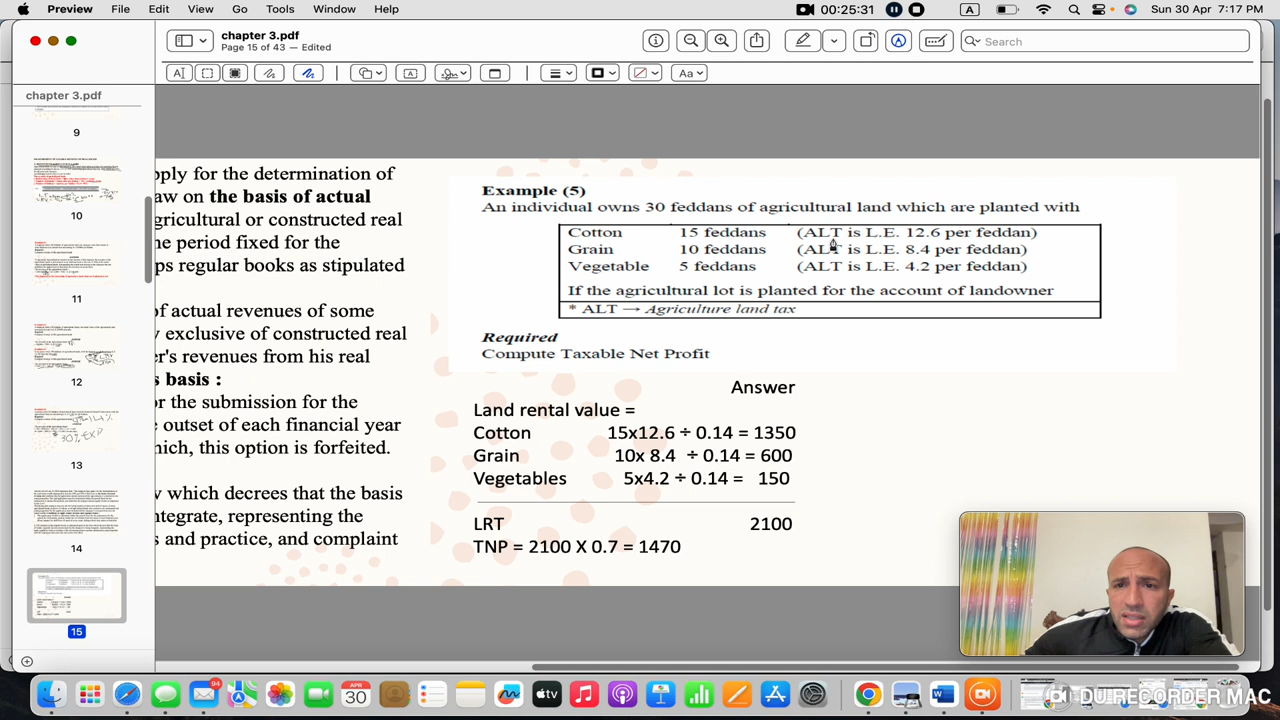 Preview File Edit View Go Tools Window Help
00:25:31
A
Sun 30 Apr 7:17 PM
chapter 3.pdf
Page 15 of 43 — Edited
Search
Aa
chapter 3.pdf
9
10
11
12
13
14
15
pply for the determination of
aw on the basis of actual
gricultural or constructed real
ne period fixed for the
ps regular books as stipulated
of actual revenues of some
y exclusive of constructed real
er's revenues from his real
s basis :
or the submission for the
e outset of each financial year
which, this option is forfeited.
w which decrees that the basis
ntegrate, representing the
s and practice, and complaint
Example (5)
An individual owns 30 feddans of agricultural land which are planted with
Cotton 15 feddans (ALT is L.E. 12.6 per feddan)
Grain 10 feddans (ALT is L.E. 8.4 per feddan)
Vegetable 5 feddans (ALT is L.E. 4.2 per feddan)
If the agricultural lot is planted for the account of landowner
* ALT → Agriculture land tax
Required
Compute Taxable Net Profit
Answer
Land rental value =
Cotton 15x12.6 ÷ 0.14 = 1350
Grain 10x 8.4 ÷ 0.14 = 600
Vegetables 5x4.2 ÷ 0.14 = 150
LRT 2100
TNP = 2100 X 0.7 = 1470
94
APR
30
tv
DU RECORDER MAC